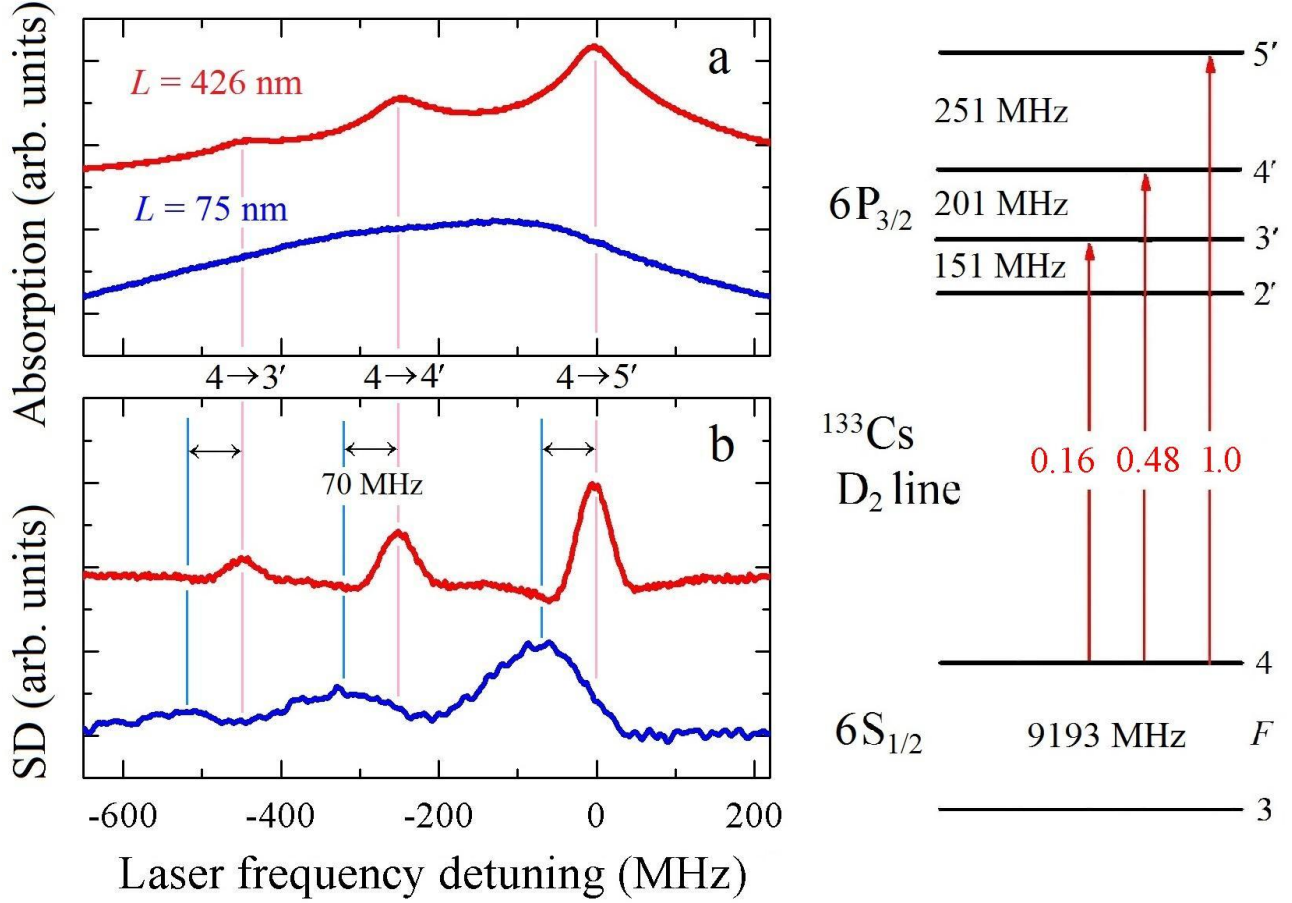 Absorption (arb. units)
a
L = 426 nm
L = 75 nm
4→3′ 4→4′ 4→5′
SD (arb. units)
b
70 MHz
-600 -400 -200 0 200
Laser frequency detuning (MHz)
5′
251 MHz
4′
6P3/2
201 MHz
3′
151 MHz
2′
133Cs
D2 line
0.16 0.48 1.0
4
6S1/2
9193 MHz
F
3